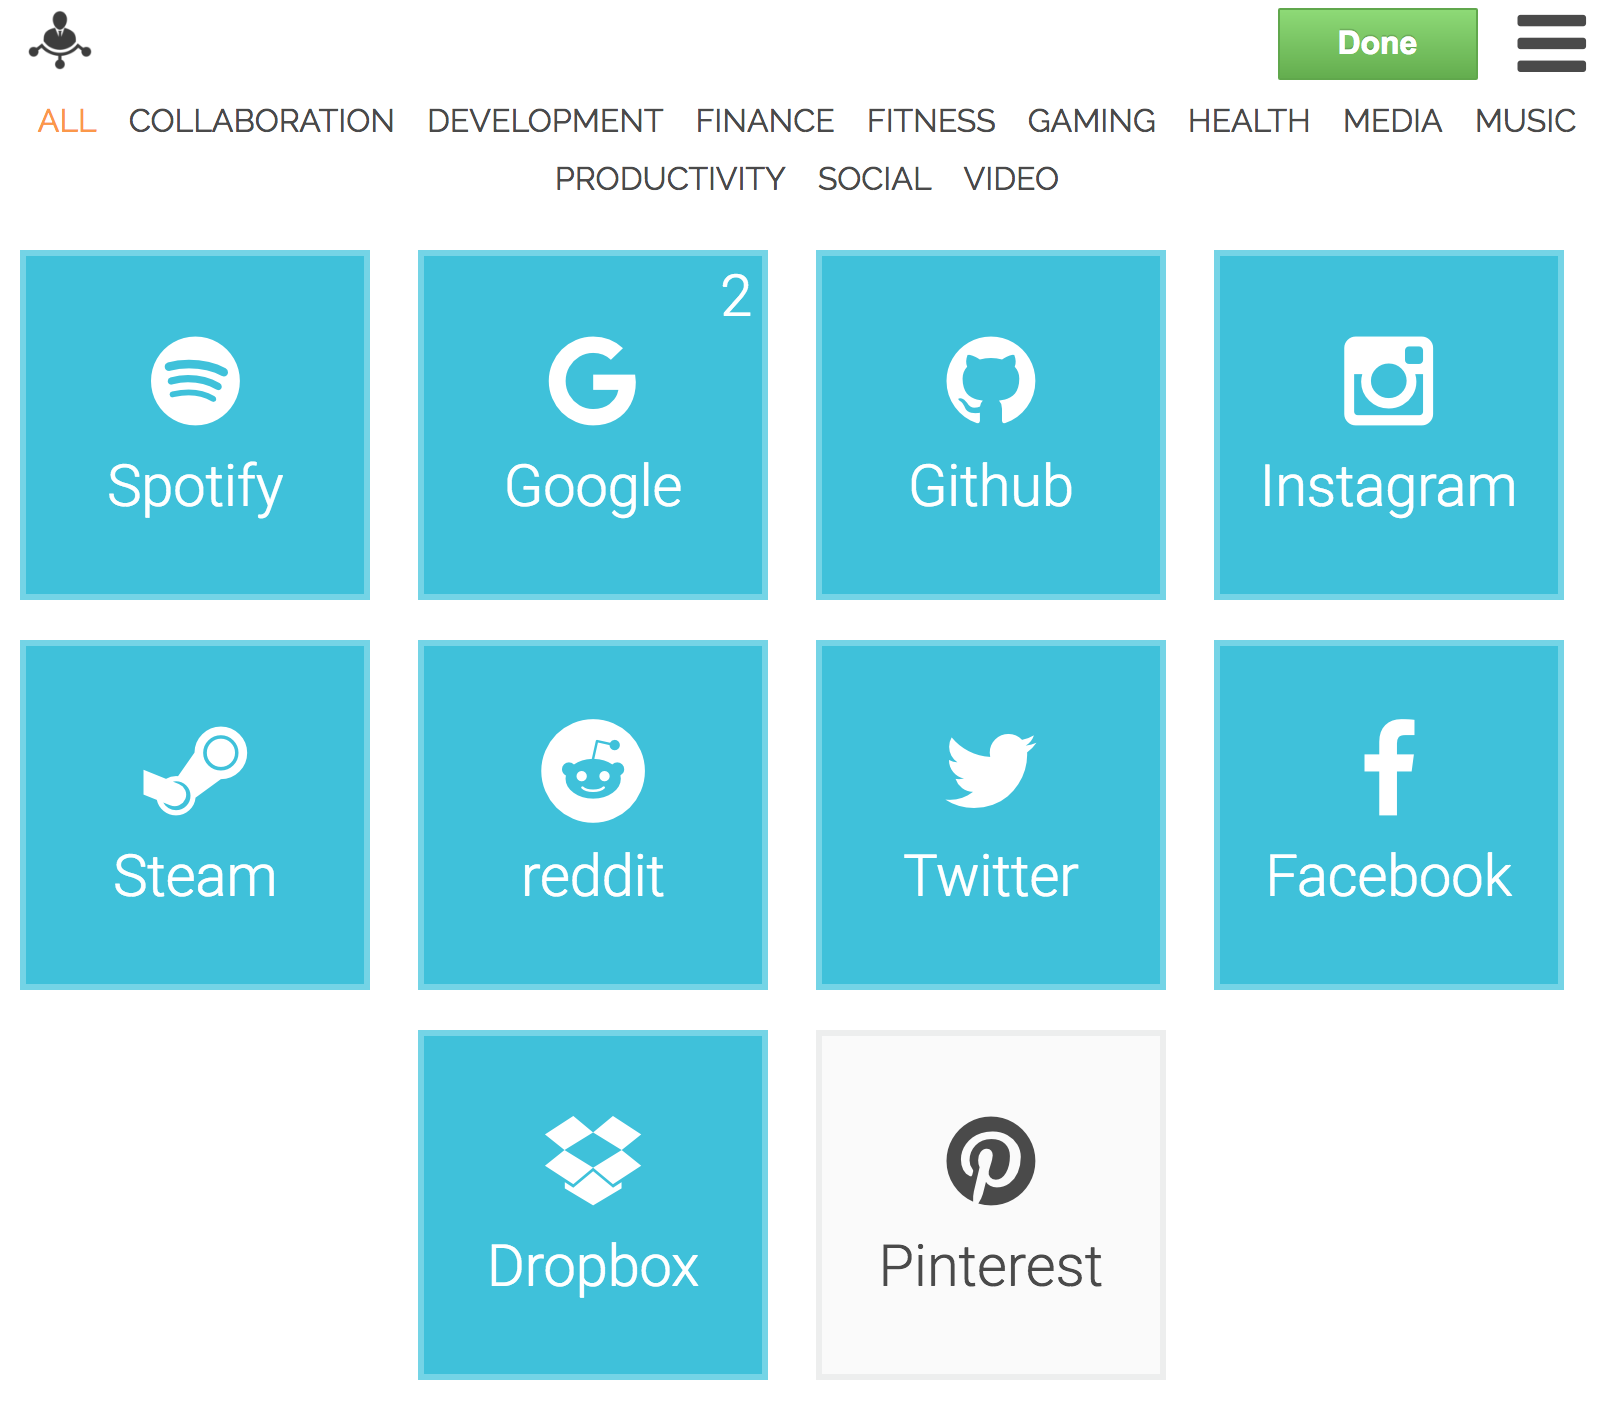 Done
ALL COLLABORATION DEVELOPMENT FINANCE FITNESS GAMING HEALTH MEDIA MUSIC
PRODUCTIVITY SOCIAL VIDEO
2
Spotify Google Github Instagram
Steam reddit Twitter Facebook
Dropbox Pinterest